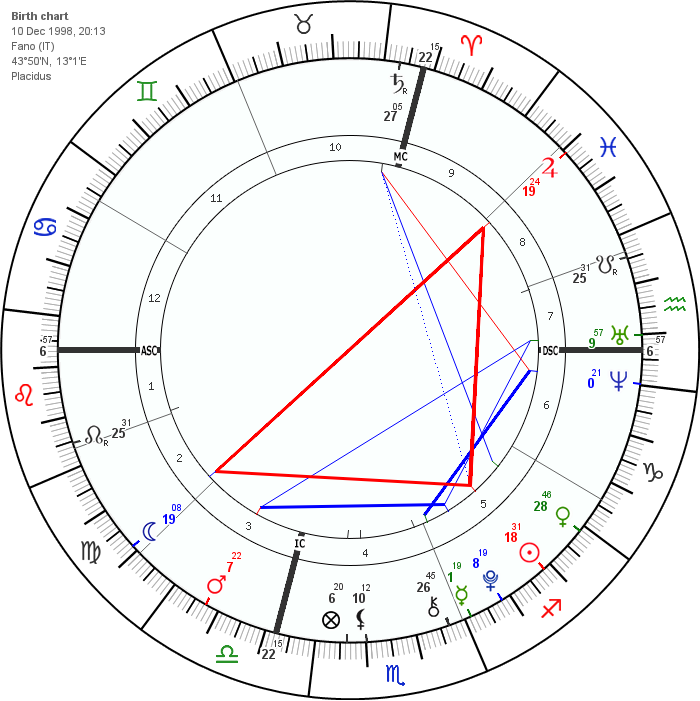 Birth chart
10 Dec 1998, 20:13
Fano (IT)
43°50'N, 13°1'E
Placidus
22 15
R
27 05
MC
10
9
11
19 24
8
25 31
R
12
7
6 57
ASC
9 57
DSC
6 57
1
0 21
6
R
25 31
2
19 08
3
5
28 46
18 31
IC
4
7 22
6 20
10 12
26 45
1 19
8 19
22 15